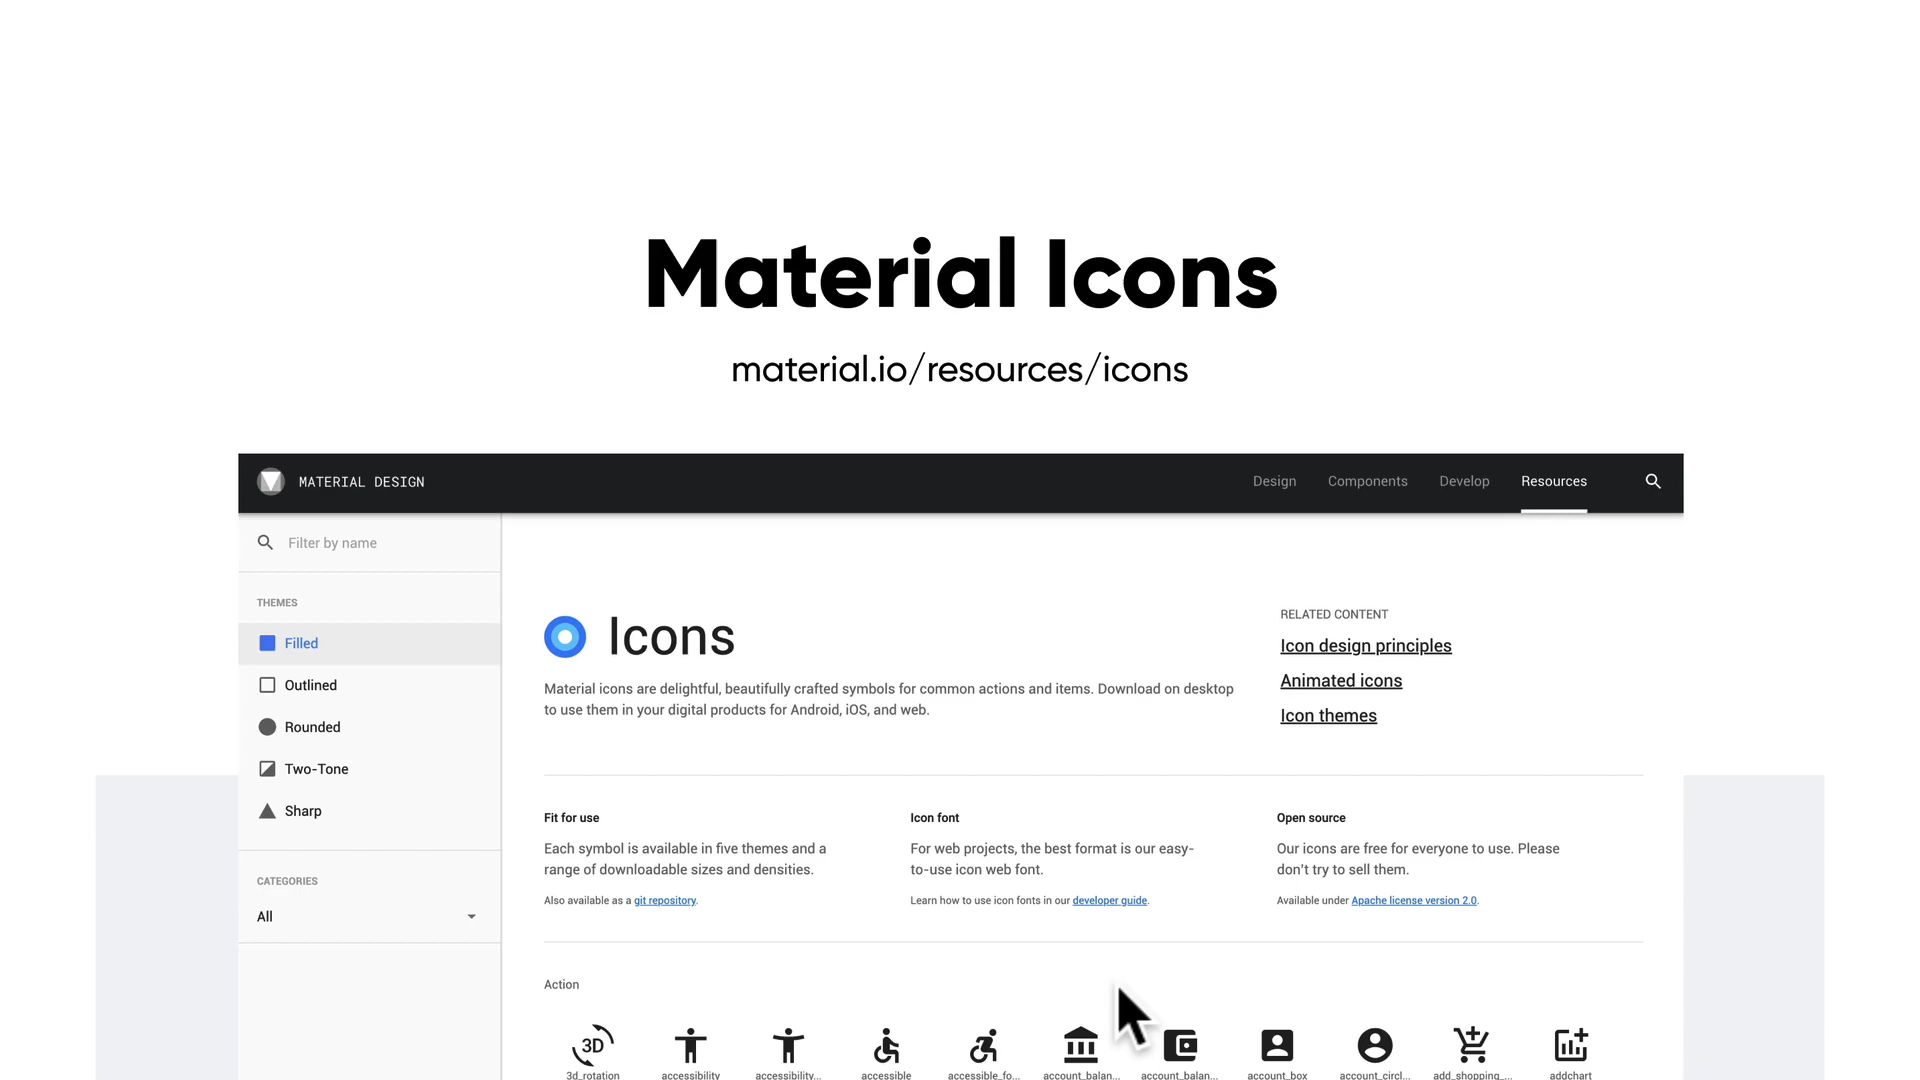 Material Icons
material.io/resources/icons
MATERIAL DESIGN
Design
Components
Develop
Resources
Filter by name
THEMES
Filled
Outlined
Rounded
Two-Tone
Sharp
CATEGORIES
All
Icons
Material icons are delightful, beautifully crafted symbols for common actions and items. Download on desktop
to use them in your digital products for Android, iOS, and web.
RELATED CONTENT
Icon design principles
Animated icons
Icon themes
Fit for use
Each symbol is available in five themes and a
range of downloadable sizes and densities.
Also available as a git repository.
Icon font
For web projects, the best format is our easy-
to-use icon web font.
Learn how to use icon fonts in our developer guide.
Open source
Our icons are free for everyone to use. Please
don't try to sell them.
Available under Apache license version 2.0.
Action
3D
3d_rotation
accessibility
accessibility...
accessible
accessible_fo...
account_balan...
account_balan...
account_box
account_circl...
add_shopping_...
addchart